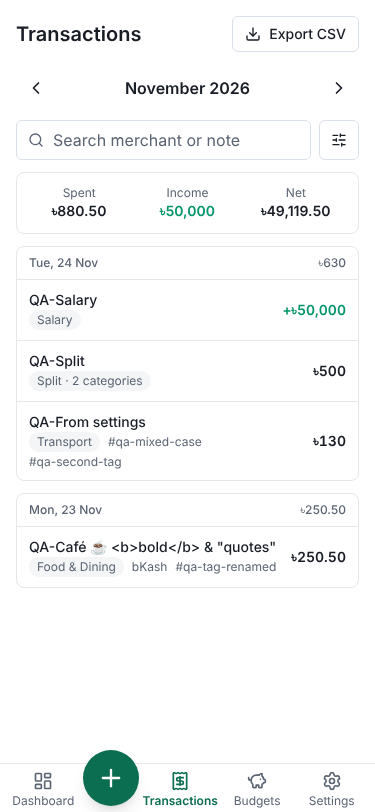 Transactions
Export CSV
November 2026
Search merchant or note
Spent Income Net
৳880.50 ৳50,000 ৳49,119.50
Tue, 24 Nov ৳630
QA-Salary
Salary
+৳50,000
QA-Split
Split · 2 categories
৳500
QA-From settings
Transport #qa-mixed-case
#qa-second-tag
৳130
Mon, 23 Nov ৳250.50
QA-Café ☕ <b>bold</b> & "quotes"
Food & Dining bKash #qa-tag-renamed
৳250.50
Dashboard Transactions Budgets Settings